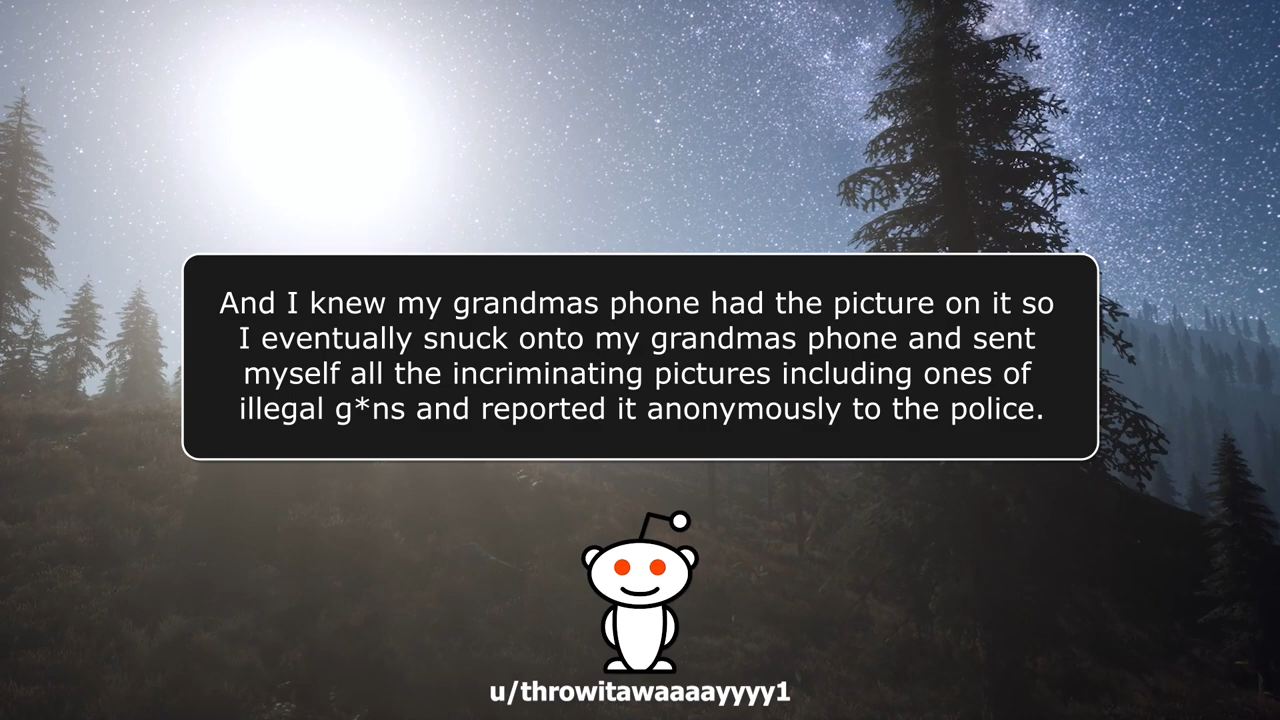 And I knew my grandmas phone had the picture on it so
I eventually snuck onto my grandmas phone and sent
myself all the incriminating pictures including ones of
illegal g*ns and reported it anonymously to the police.
u/throwitawaaaayyyy1